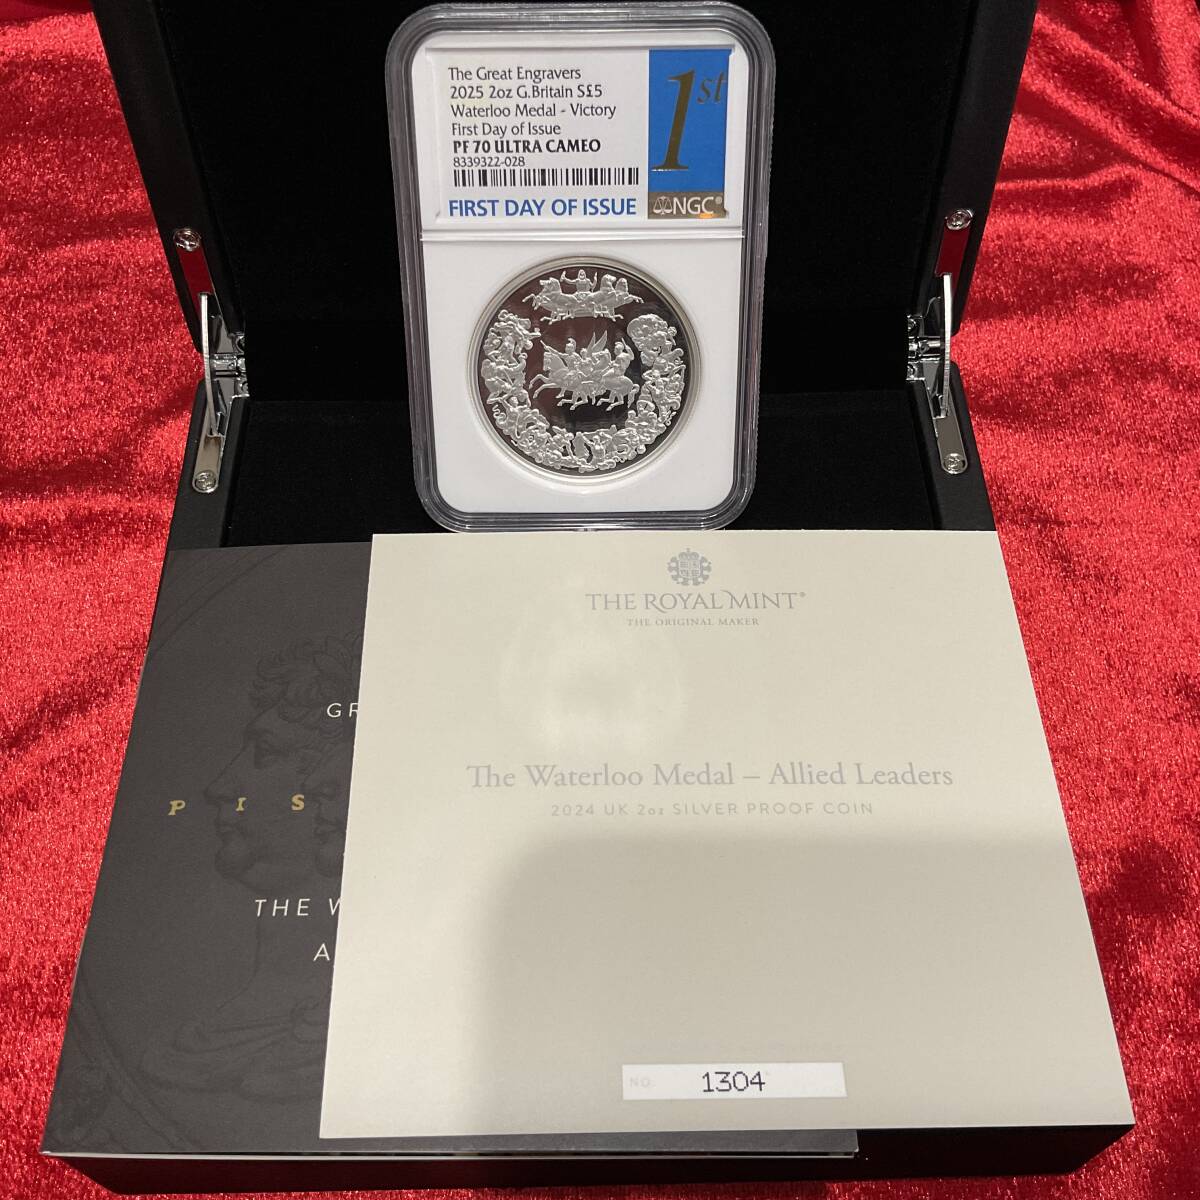 The Great Engravers
2025 2oz G.Britain S£5
Waterloo Medal - Victory
First Day of Issue
PF 70 ULTRA CAMEO
8339322-028
FIRST DAY OF ISSUE
1st
NGC®
THE ROYAL MINT®
THE ORIGINAL MAKER
The Waterloo Medal – Allied Leaders
2024 UK 2oz SILVER PROOF COIN
NO. 1304
GR
PIS
THE W
A